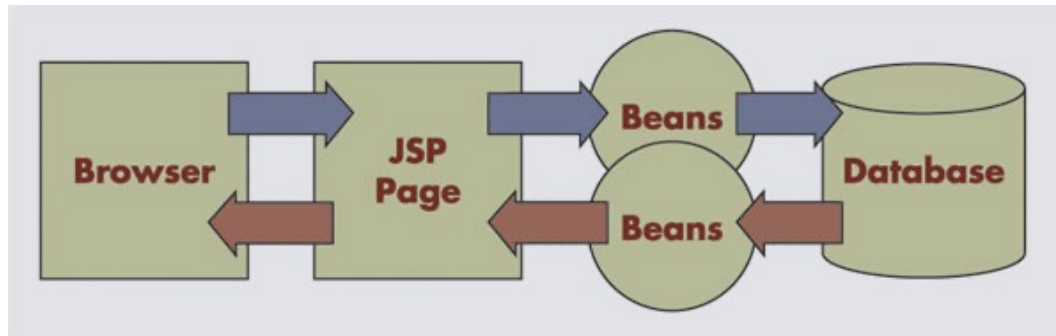 Browser
JSP
Page
Beans
Beans
Database